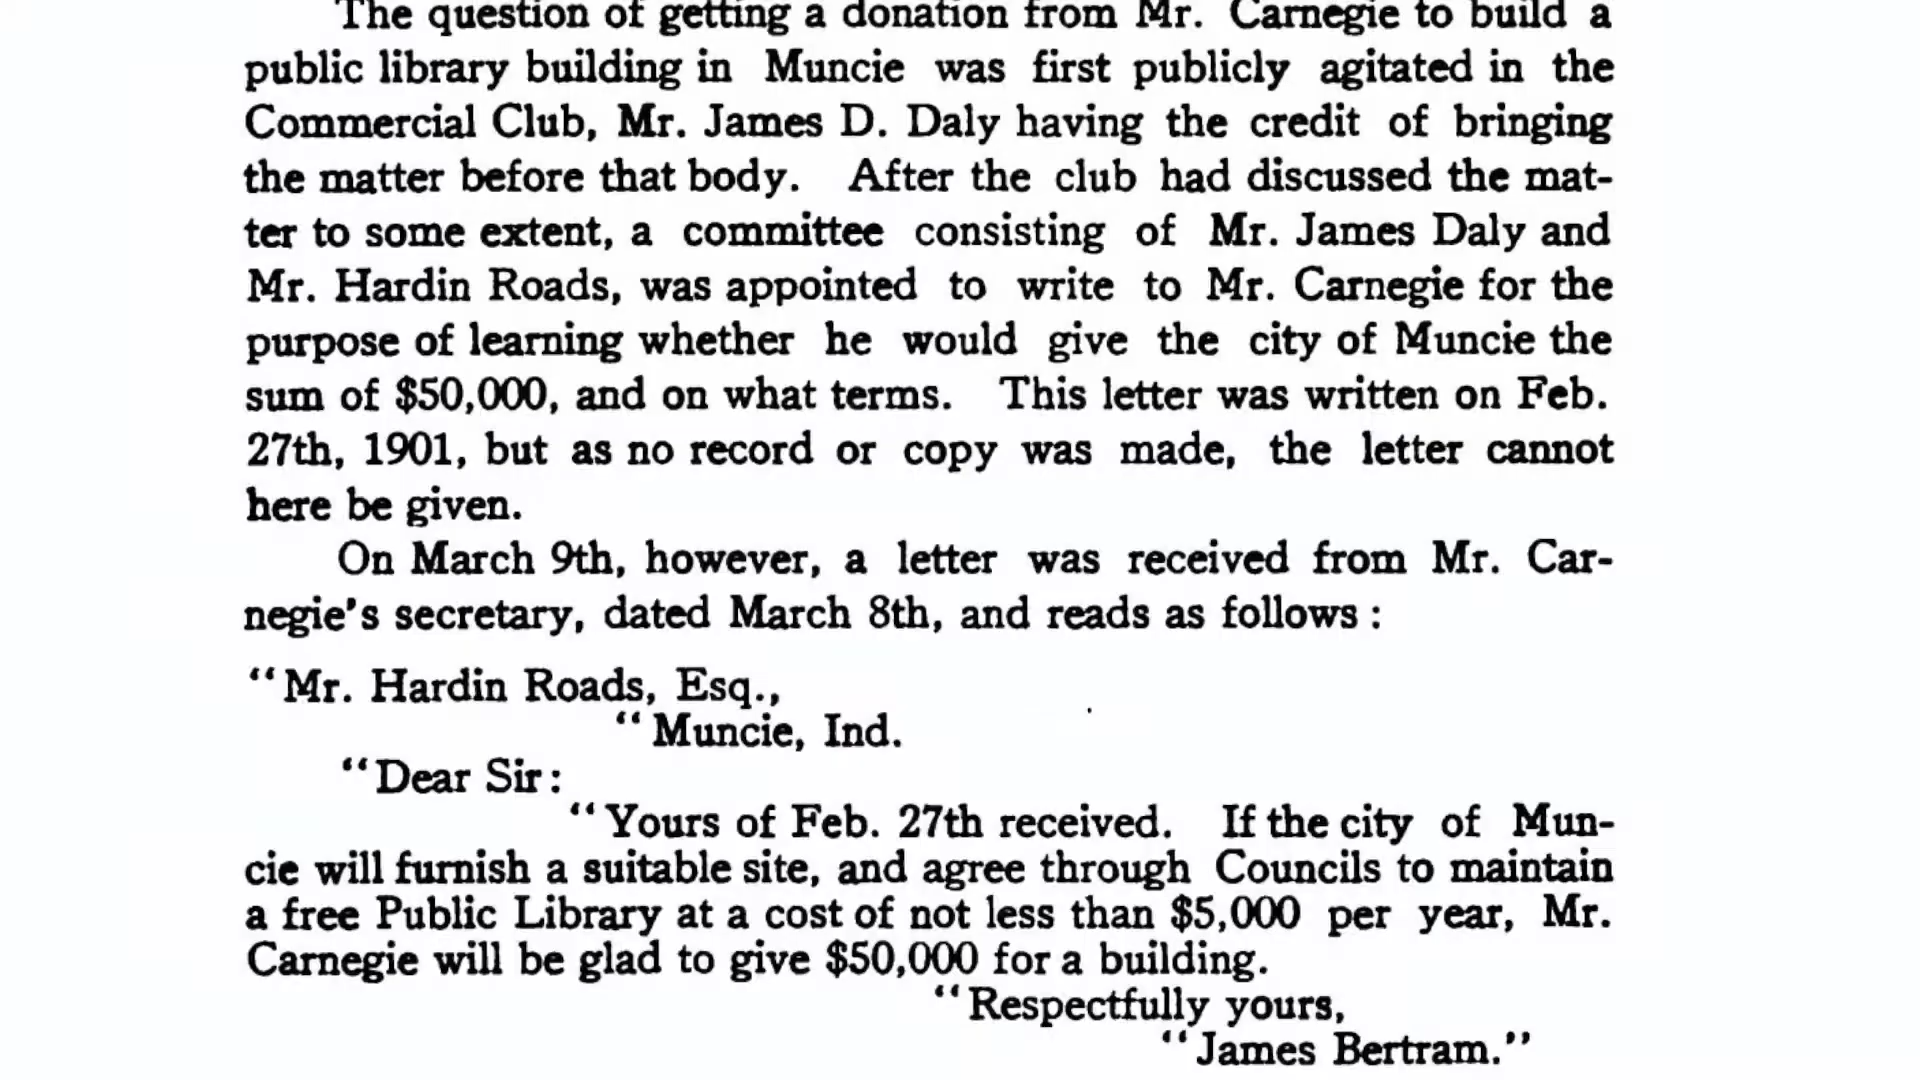 The question of getting a donation from Mr. Carnegie to build a
public library building in Muncie was first publicly agitated in the
Commercial Club, Mr. James D. Daly having the credit of bringing
the matter before that body. After the club had discussed the mat-
ter to some extent, a committee consisting of Mr. James Daly and
Mr. Hardin Roads, was appointed to write to Mr. Carnegie for the
purpose of learning whether he would give the city of Muncie the
sum of $50,000, and on what terms. This letter was written on Feb.
27th, 1901, but as no record or copy was made, the letter cannot
here be given.
On March 9th, however, a letter was received from Mr. Car-
negie's secretary, dated March 8th, and reads as follows :
“Mr. Hardin Roads, Esq.,
“Muncie, Ind.
“Dear Sir:
“Yours of Feb. 27th received. If the city of Mun-
cie will furnish a suitable site, and agree through Councils to maintain
a free Public Library at a cost of not less than $5,000 per year, Mr.
Carnegie will be glad to give $50,000 for a building.
“Respectfully yours,
“James Bertram.”